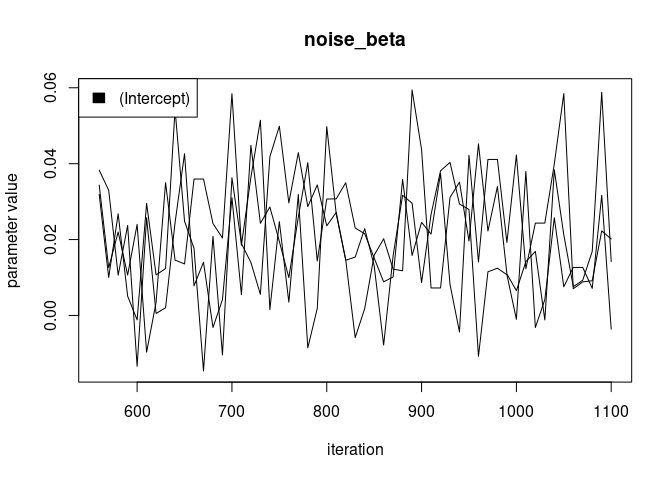 noise_beta
(Intercept)
parameter value
0.06
0.04
0.02
0.00
600 700 800 900 1000 1100
iteration